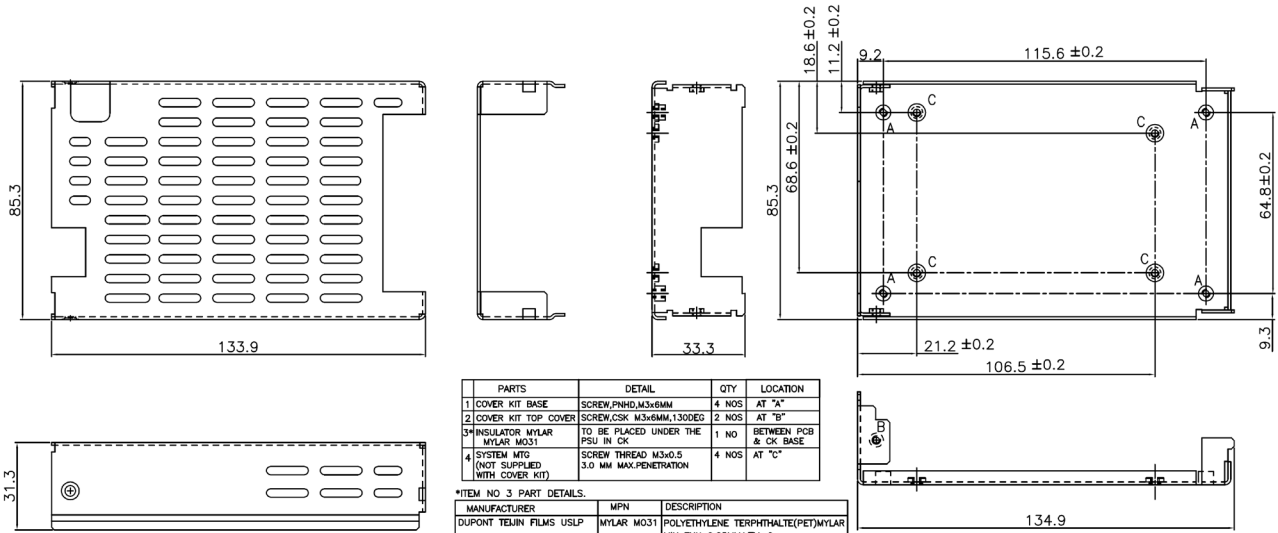 18.6 ±0.2
11.2 ±0.2
9.2
115.6 ±0.2
85.3
133.9
33.3
C
A
C
A
68.6 ±0.2
85.3
64.8±0.2
C
C
A
A
9.3
21.2 ±0.2
106.5 ±0.2
PARTS DETAIL QTY LOCATION
1 COVER KIT BASE SCREW,PNHD,M3x6MM 4 NOS AT "A"
2 COVER KIT TOP COVER SCREW,CSK M3x6MM,130DEG 2 NOS AT "B"
3* INSULATOR MYLAR TO BE PLACED UNDER THE 1 NO BETWEEN PCB
MYLAR MO31 PSU IN CK & CK BASE
4 SYSTEM MTG SCREW THREAD M3x0.5 4 NOS AT "C"
(NOT SUPPLIED 3.0 MM MAX.PENETRATION
WITH COVER KIT)
*ITEM NO 3 PART DETAILS.
MANUFACTURER MPN DESCRIPTION
DUPONT TEIJIN FILMS USLP MYLAR MO31 POLYETHYLENE TERPHTHALTE(PET)MYLAR
31.3
B
134.9